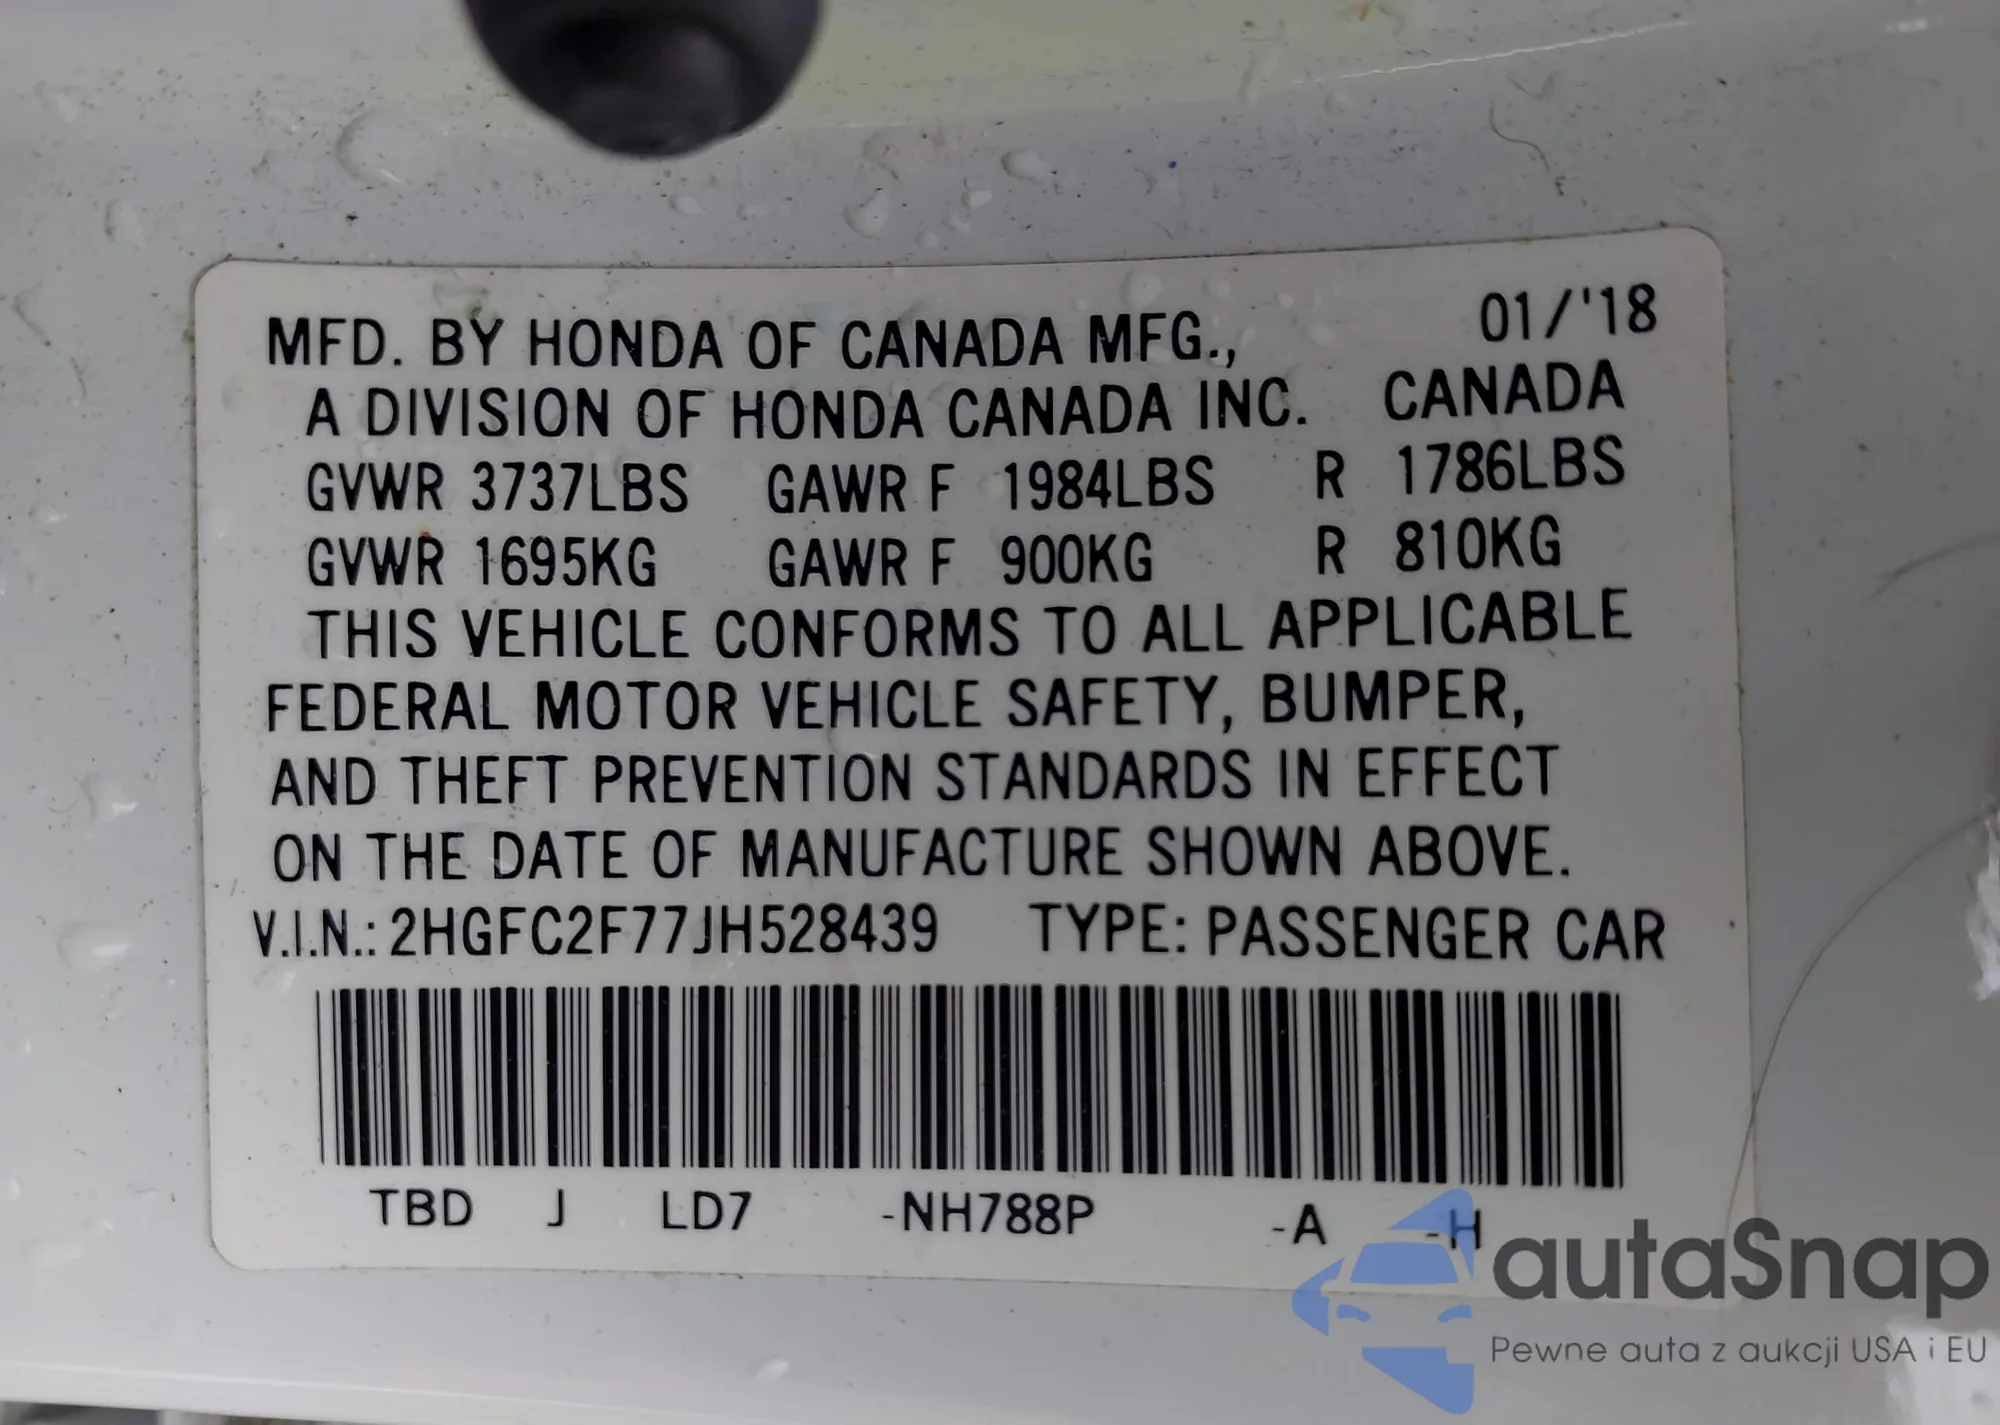 01/'18
MFD. BY HONDA OF CANADA MFG.,
A DIVISION OF HONDA CANADA INC. CANADA
GVWR 3737LBS GAWR F 1984LBS R 1786LBS
GVWR 1695KG GAWR F 900KG R 810KG
THIS VEHICLE CONFORMS TO ALL APPLICABLE
FEDERAL MOTOR VEHICLE SAFETY, BUMPER,
AND THEFT PREVENTION STANDARDS IN EFFECT
ON THE DATE OF MANUFACTURE SHOWN ABOVE.
V.I.N.: 2HGFC2F77JH528439 TYPE: PASSENGER CAR
TBD J LD7 -NH788P -A -H
autaSnap
Pewne auta z aukcji USA i EU